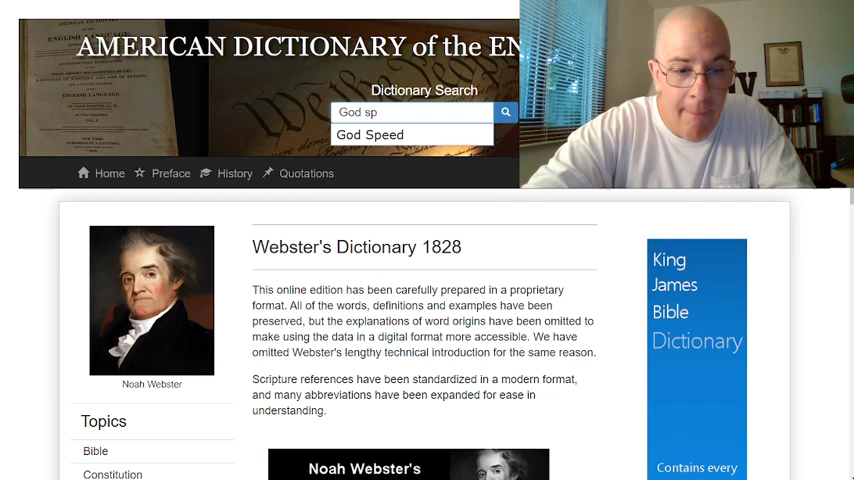 AMERICAN DICTIONARY of the EN
Dictionary Search
God sp
God Speed
Home
Preface
History
Quotations
Webster's Dictionary 1828
This online edition has been carefully prepared in a proprietary
format. All of the words, definitions and examples have been
preserved, but the explanations of word origins have been omitted to
make using the data in a digital format more accessible. We have
omitted Webster's lengthy technical introduction for the same reason.
Scripture references have been standardized in a modern format,
and many abbreviations have been expanded for ease in
understanding.
Noah Webster's
Noah Webster
Topics
Bible
Constitution
King
James
Bible
Dictionary
Contains every